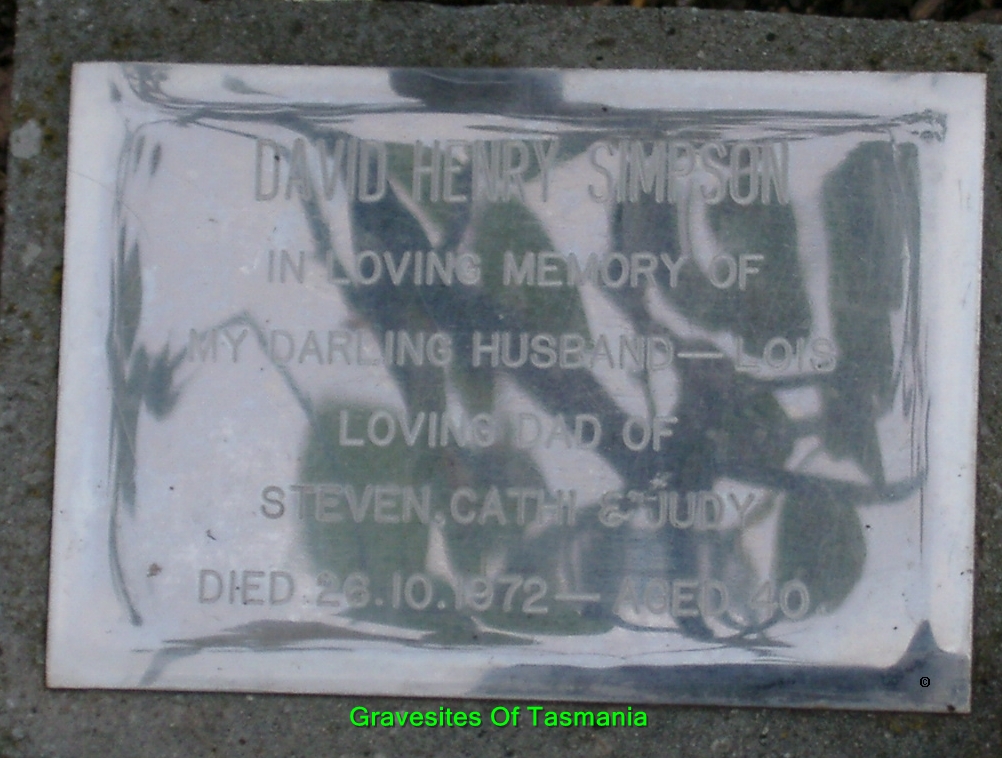 DAVID HENRY SIMPSON
IN LOVING MEMORY OF
MY DARLING HUSBAND—LOIS
LOVING DAD OF
STEVEN, CATHI & JUDY
DIED 26.10.1972 — AGED 40
©
Gravesites Of Tasmania